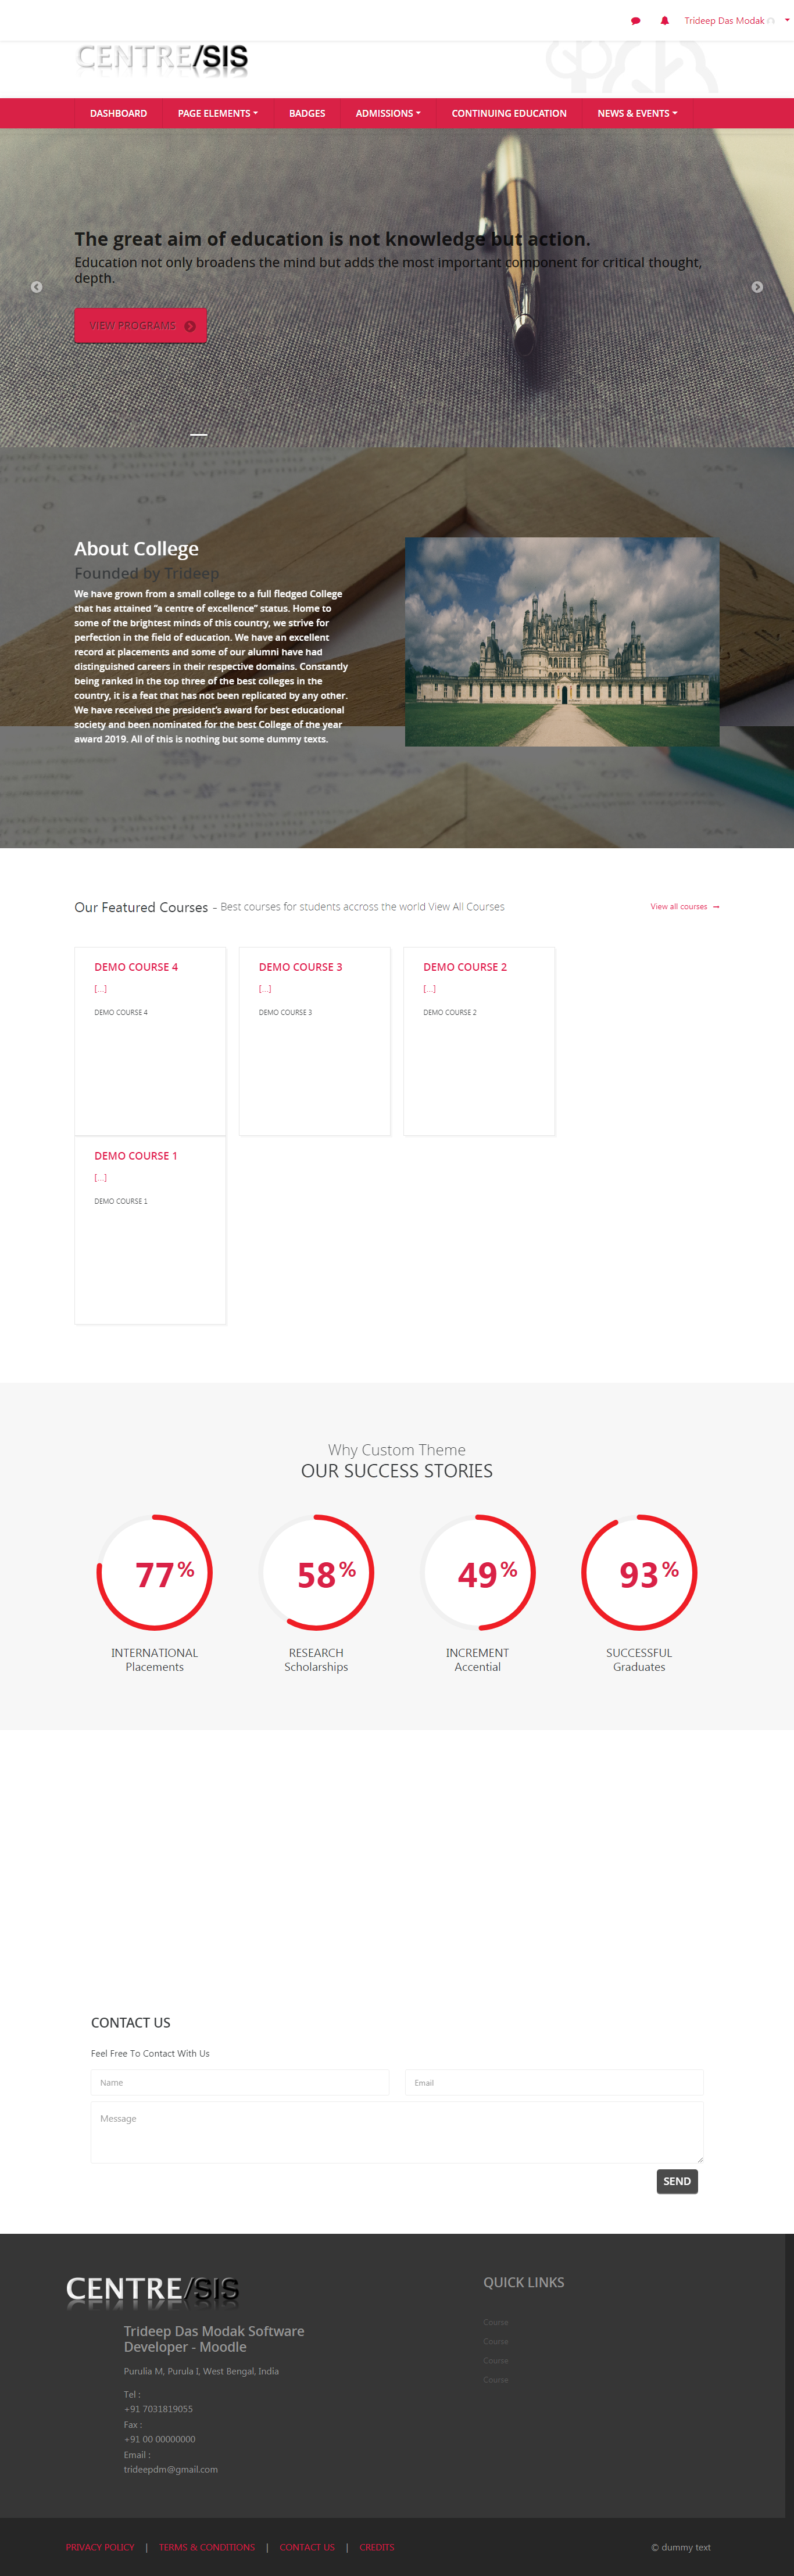 Trideep Das Modak
CENTRE/SIS
DASHBOARD PAGE ELEMENTS BADGES ADMISSIONS CONTINUING EDUCATION NEWS & EVENTS
The great aim of education is not knowledge but action.
Education not only broadens the mind but adds the most important component for critical thought,
depth.
VIEW PROGRAMS
About College
Founded by Trideep
We have grown from a small college to a full fledged College
that has attained “a centre of excellence” status. Home to
some of the brightest minds of this country, we strive for
perfection in the field of education. We have an excellent
record at placements and some of our alumni have had
distinguished careers in their respective domains. Constantly
being ranked in the top three of the best colleges in the
country, it is a feat that has not been replicated by any other.
We have received the president’s award for best educational
society and been nominated for the best College of the year
award 2019. All of this is nothing but some dummy texts.
Our Featured Courses - Best courses for students accross the world View All Courses
View all courses
DEMO COURSE 4
[...]
DEMO COURSE 4
DEMO COURSE 3
[...]
DEMO COURSE 3
DEMO COURSE 2
[...]
DEMO COURSE 2
DEMO COURSE 1
[...]
DEMO COURSE 1
Why Custom Theme
OUR SUCCESS STORIES
77%
INTERNATIONAL
Placements
58%
RESEARCH
Scholarships
49%
INCREMENT
Accential
93%
SUCCESSFUL
Graduates
CONTACT US
Feel Free To Contact With Us
Name
Email
Message
SEND
CENTRE/SIS
Trideep Das Modak Software
Developer - Moodle
Purulia M, Purula I, West Bengal, India
Tel :
+91 7031819055
Fax :
+91 00 00000000
Email :
trideepdm@gmail.com
QUICK LINKS
Course
Course
Course
Course
PRIVACY POLICY | TERMS & CONDITIONS | CONTACT US | CREDITS
© dummy text